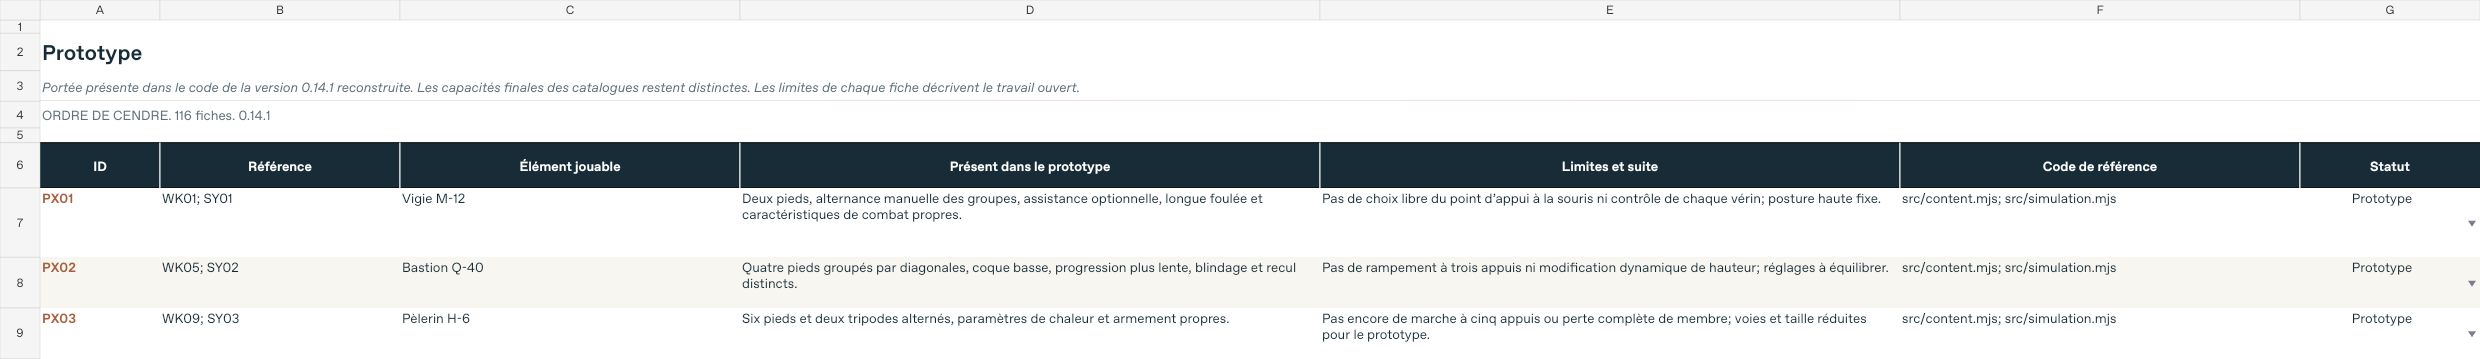 A B C D E F G
1
2 Prototype
3 Portée présente dans le code de la version 0.14.1 reconstruite. Les capacités finales des catalogues restent distinctes. Les limites de chaque fiche décrivent le travail ouvert.
4 ORDRE DE CENDRE. 116 fiches. 0.14.1
5
6 ID Référence Élément jouable Présent dans le prototype Limites et suite Code de référence Statut
PX01 WK01; SY01 Vigie M-12 Deux pieds, alternance manuelle des groupes, assistance optionnelle, longue foulée et Pas de choix libre du point d’appui à la souris ni contrôle de chaque vérin; posture haute fixe. src/content.mjs; src/simulation.mjs Prototype
caractéristiques de combat propres.
7
PX02 WK05; SY02 Bastion Q-40 Quatre pieds groupés par diagonales, coque basse, progression plus lente, blindage et recul Pas de rampement à trois appuis ni modification dynamique de hauteur; réglages à équilibrer. src/content.mjs; src/simulation.mjs Prototype
8 distincts.
PX03 WK09; SY03 Pèlerin H-6 Six pieds et deux tripodes alternés, paramètres de chaleur et armement propres. Pas encore de marche à cinq appuis ou perte complète de membre; voies et taille réduites src/content.mjs; src/simulation.mjs Prototype
9 pour le prototype.